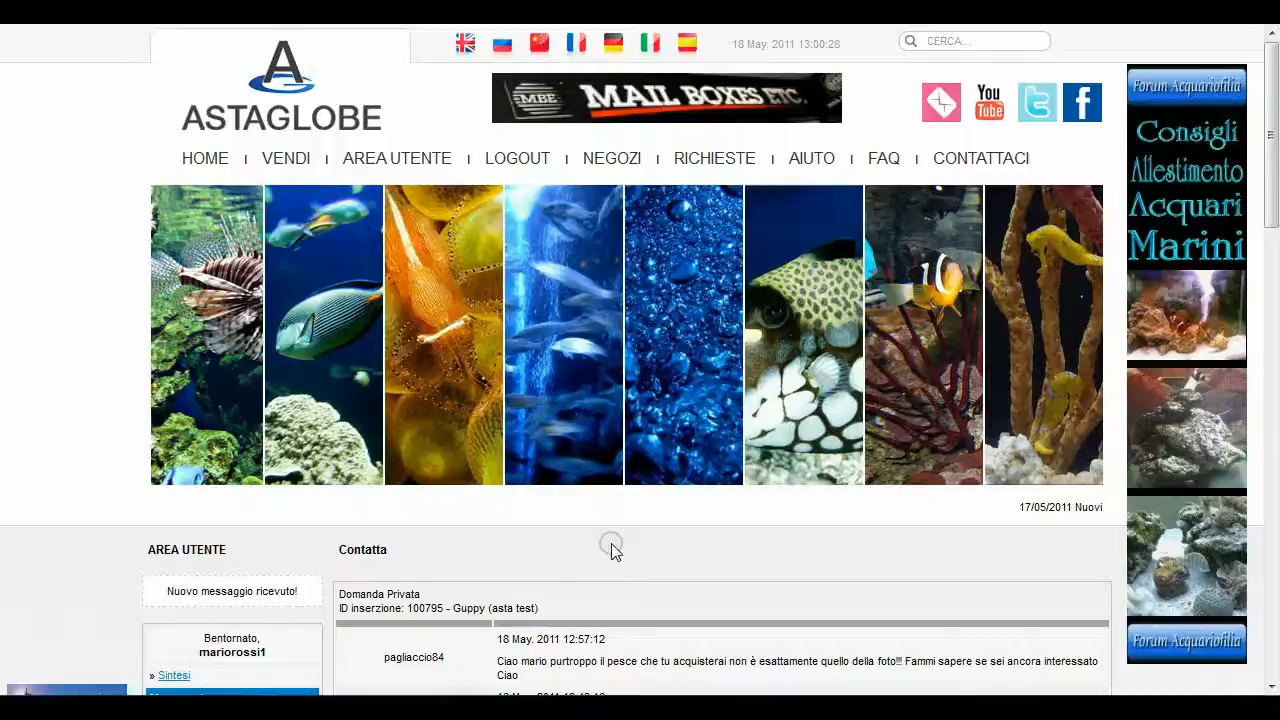 18 May. 2011 13:00:28
CERCA...
ASTAGLOBE
MBE MAIL BOXES ETC.
You
Tube
HOME | VENDI | AREA UTENTE | LOGOUT | NEGOZI | RICHIESTE | AIUTO | FAQ | CONTATTACI
Forum Acquariofilia
Consigli
Allestimento
Acquari
Marini
17/05/2011 Nuovi
AREA UTENTE
Contatta
Nuovo messaggio ricevuto!
Domanda Privata
ID inserzione: 100795 - Guppy (asta test)
Bentornato,
mariorossi1
» Sintesi
18 May. 2011 12:57:12
pagliaccio84
Ciao mario purtroppo il pesce che tu acquisterai non è esattamente quello della foto!!! Fammi sapere se sei ancora interessato
Ciao
Forum Acquariofilia